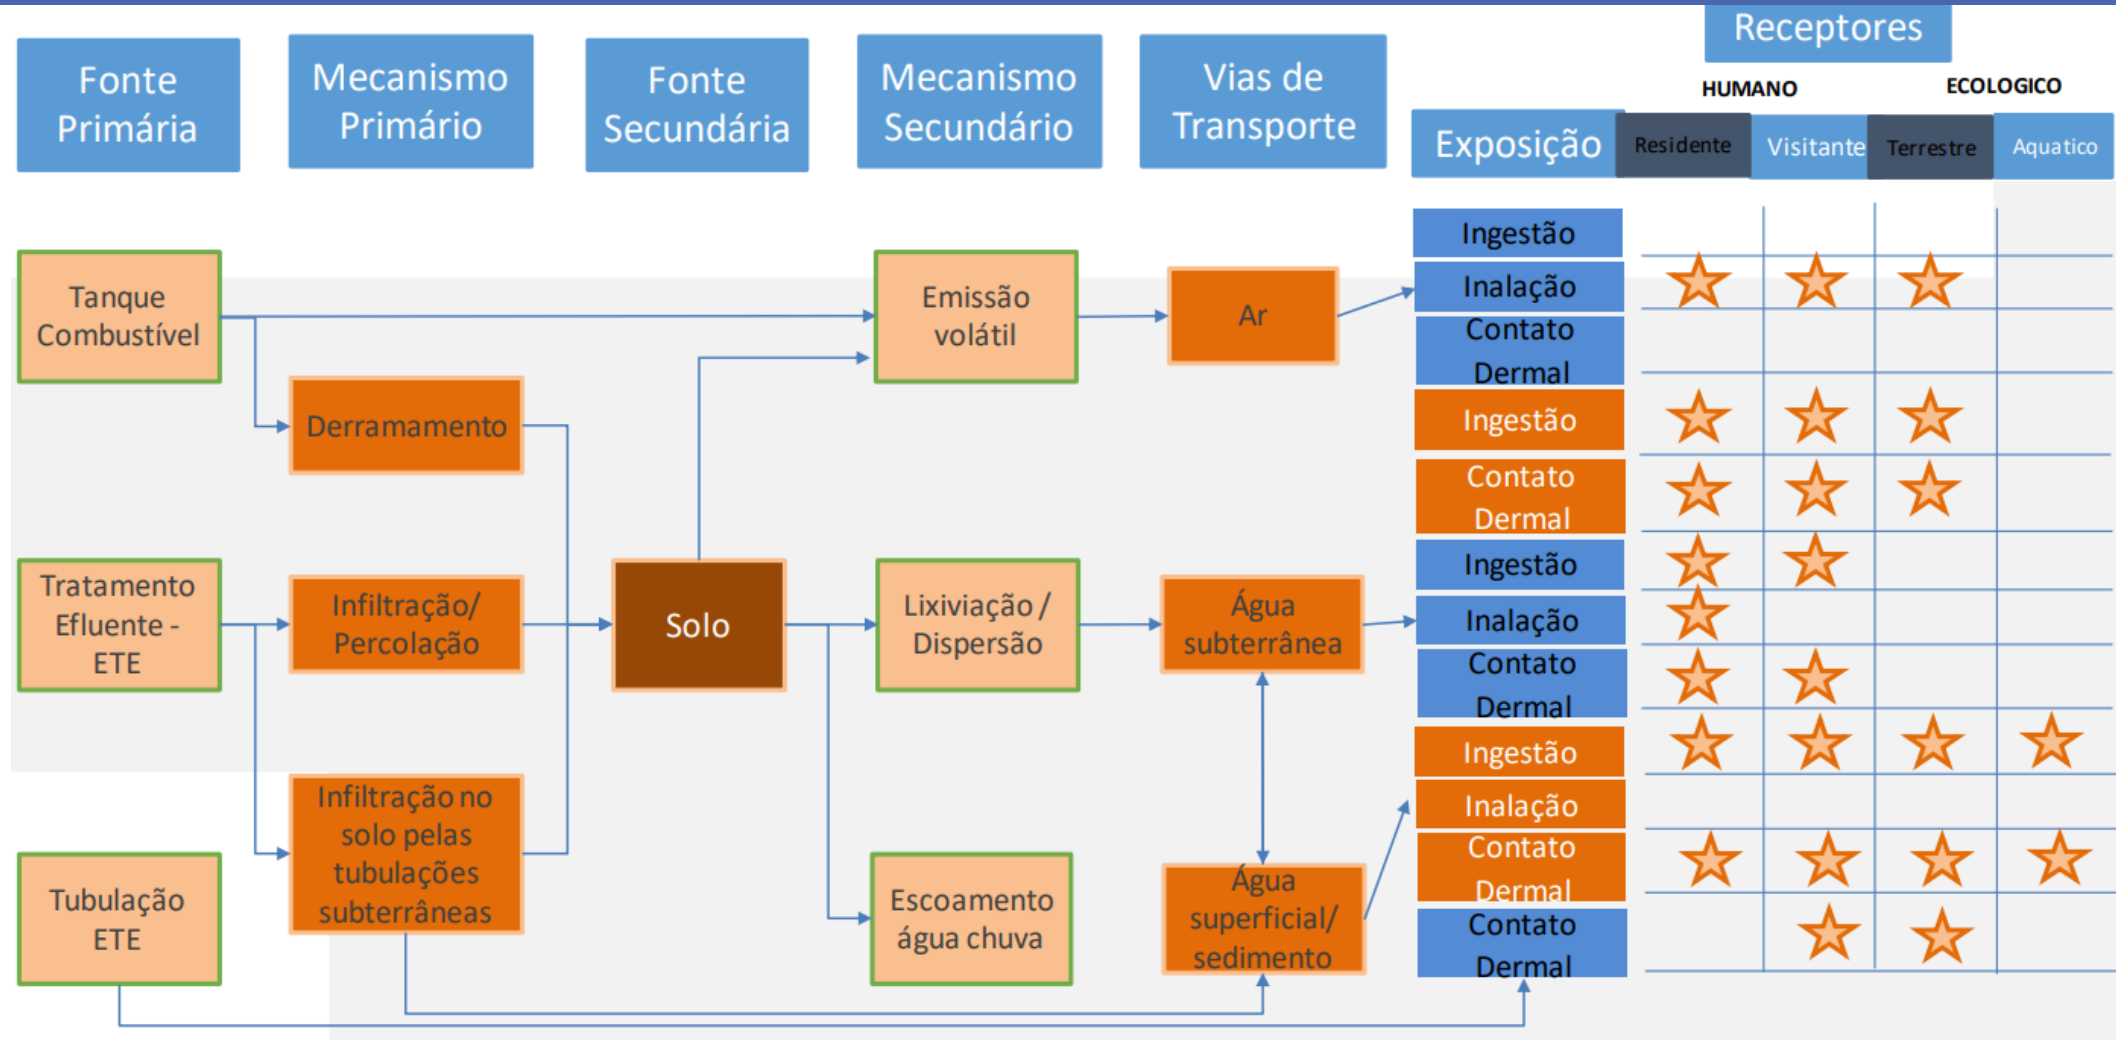 Receptores
Fonte
Primária
Mecanismo
Primário
Fonte
Secundária
Mecanismo
Secundário
Vias de
Transporte
HUMANO
ECOLOGICO
Exposição
Residente
Visitante
Terrestre
Aquatico
Tanque
Combustível
Derramamento
Emissão
volátil
Ar
Ingestão
Inalação
Contato
Dermal
Ingestão
Contato
Dermal
Tratamento
Efluente -
ETE
Infiltração/
Percolação
Solo
Lixiviação /
Dispersão
Água
subterrânea
Ingestão
Inalação
Contato
Dermal
Tubulação
ETE
Infiltração no
solo pelas
tubulações
subterrâneas
Escoamento
água chuva
Água
superficial/
sedimento
Ingestão
Inalação
Contato
Dermal
Contato
Dermal